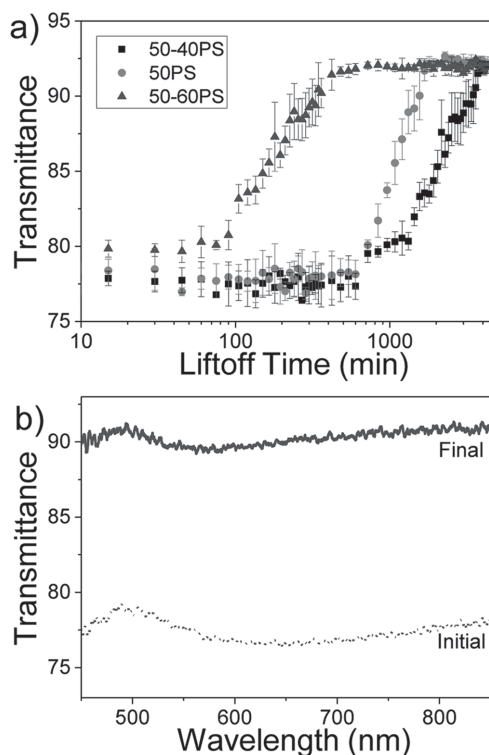 a)
50-40PS
50PS
50-60PS
Transmittance
95
90
85
80
75
10
100
1000
Liftoff Time (min)
b)
Transmittance
90
85
80
75
Final
Initial
500
600
700
800
Wavelength (nm)